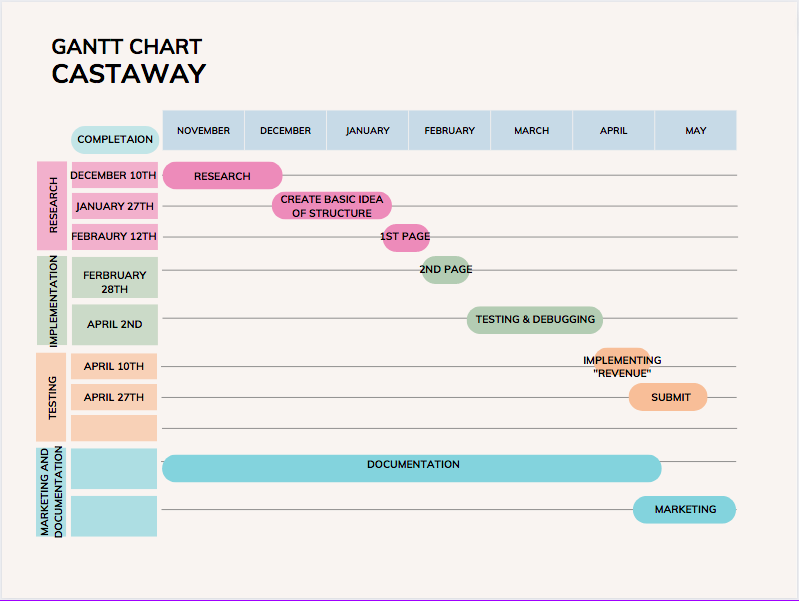 GANTT CHART
CASTAWAY
COMPLETAION
NOVEMBER
DECEMBER
JANUARY
FEBRUARY
MARCH
APRIL
MAY
RESEARCH
DECEMBER 10TH
RESEARCH
JANUARY 27TH
CREATE BASIC IDEA
OF STRUCTURE
FEBRAURY 12TH
1ST PAGE
IMPLEMENTATION
FERBRUARY
28TH
2ND PAGE
APRIL 2ND
TESTING & DEBUGGING
TESTING
APRIL 10TH
IMPLEMENTING
"REVENUE"
APRIL 27TH
SUBMIT
MARKETING AND
DOCUMENTATION
DOCUMENTATION
MARKETING